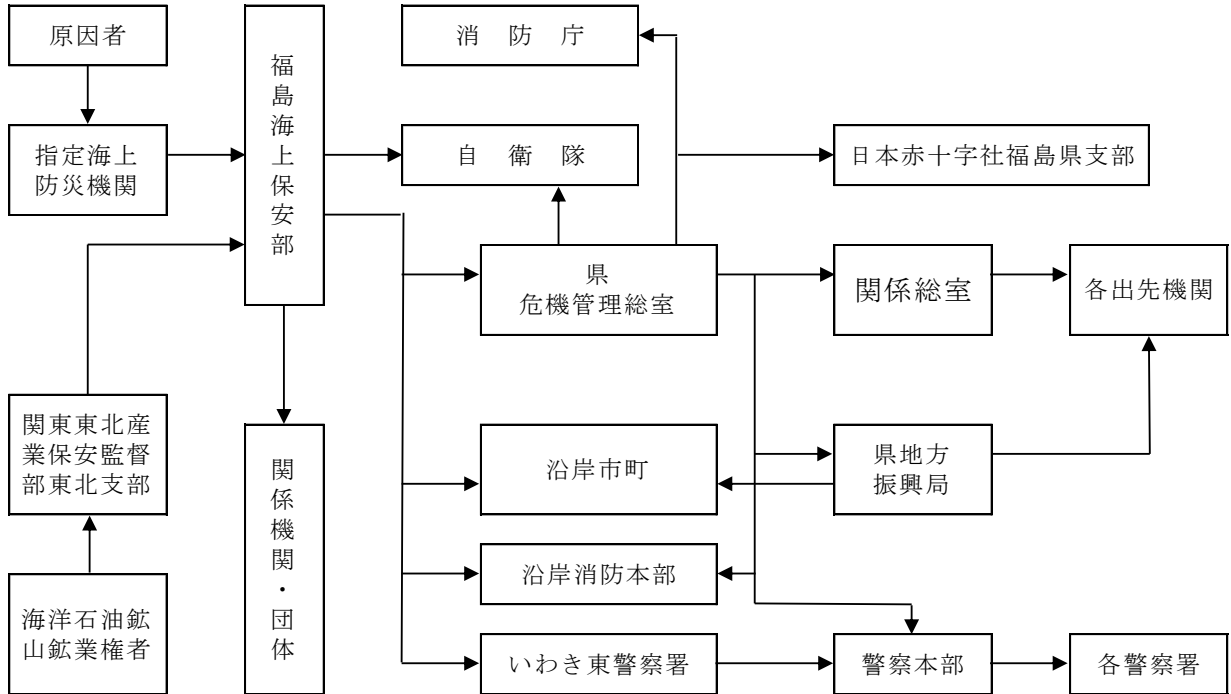 原因者
消防庁
福島海上保安部
指定海上
防災機関
自衛隊
日本赤十字社福島県支部
県
危機管理総室
関係総室
各出先機関
関東東北産
業保安監督
部東北支部
関係機関・団体
沿岸市町
県地方
振興局
沿岸消防本部
海洋石油鉱
山鉱業権者
いわき東警察署
警察本部
各警察署